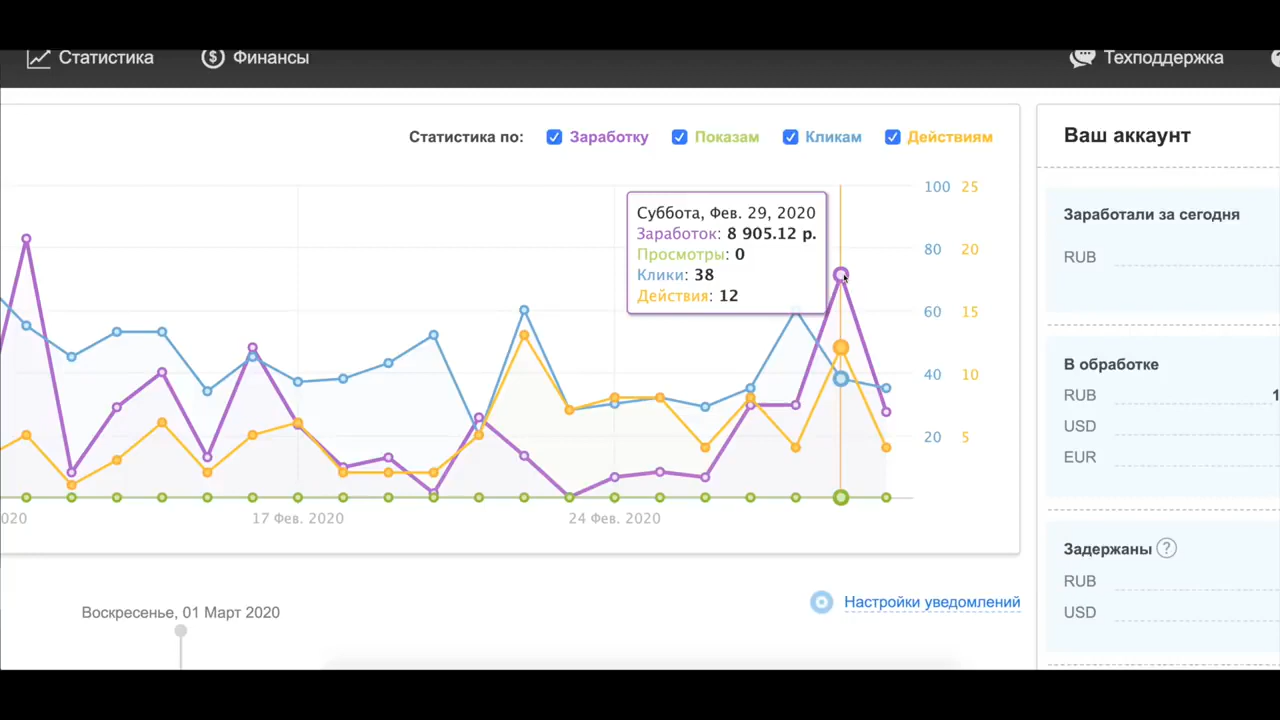 Статистика
Финансы
Техподдержка
Статистика по: Заработку Показам Кликам Действиям
Ваш аккаунт
100 25
80 20
60 15
40 10
20 5
Суббота, Фев. 29, 2020
Заработок: 8 905.12 р.
Просмотры: 0
Клики: 38
Действия: 12
020
17 Фев. 2020
24 Фев. 2020
Воскресенье, 01 Март 2020
Настройки уведомлений
Заработали за сегодня
RUB
В обработке
RUB 1
USD
EUR
Задержаны ?
RUB
USD